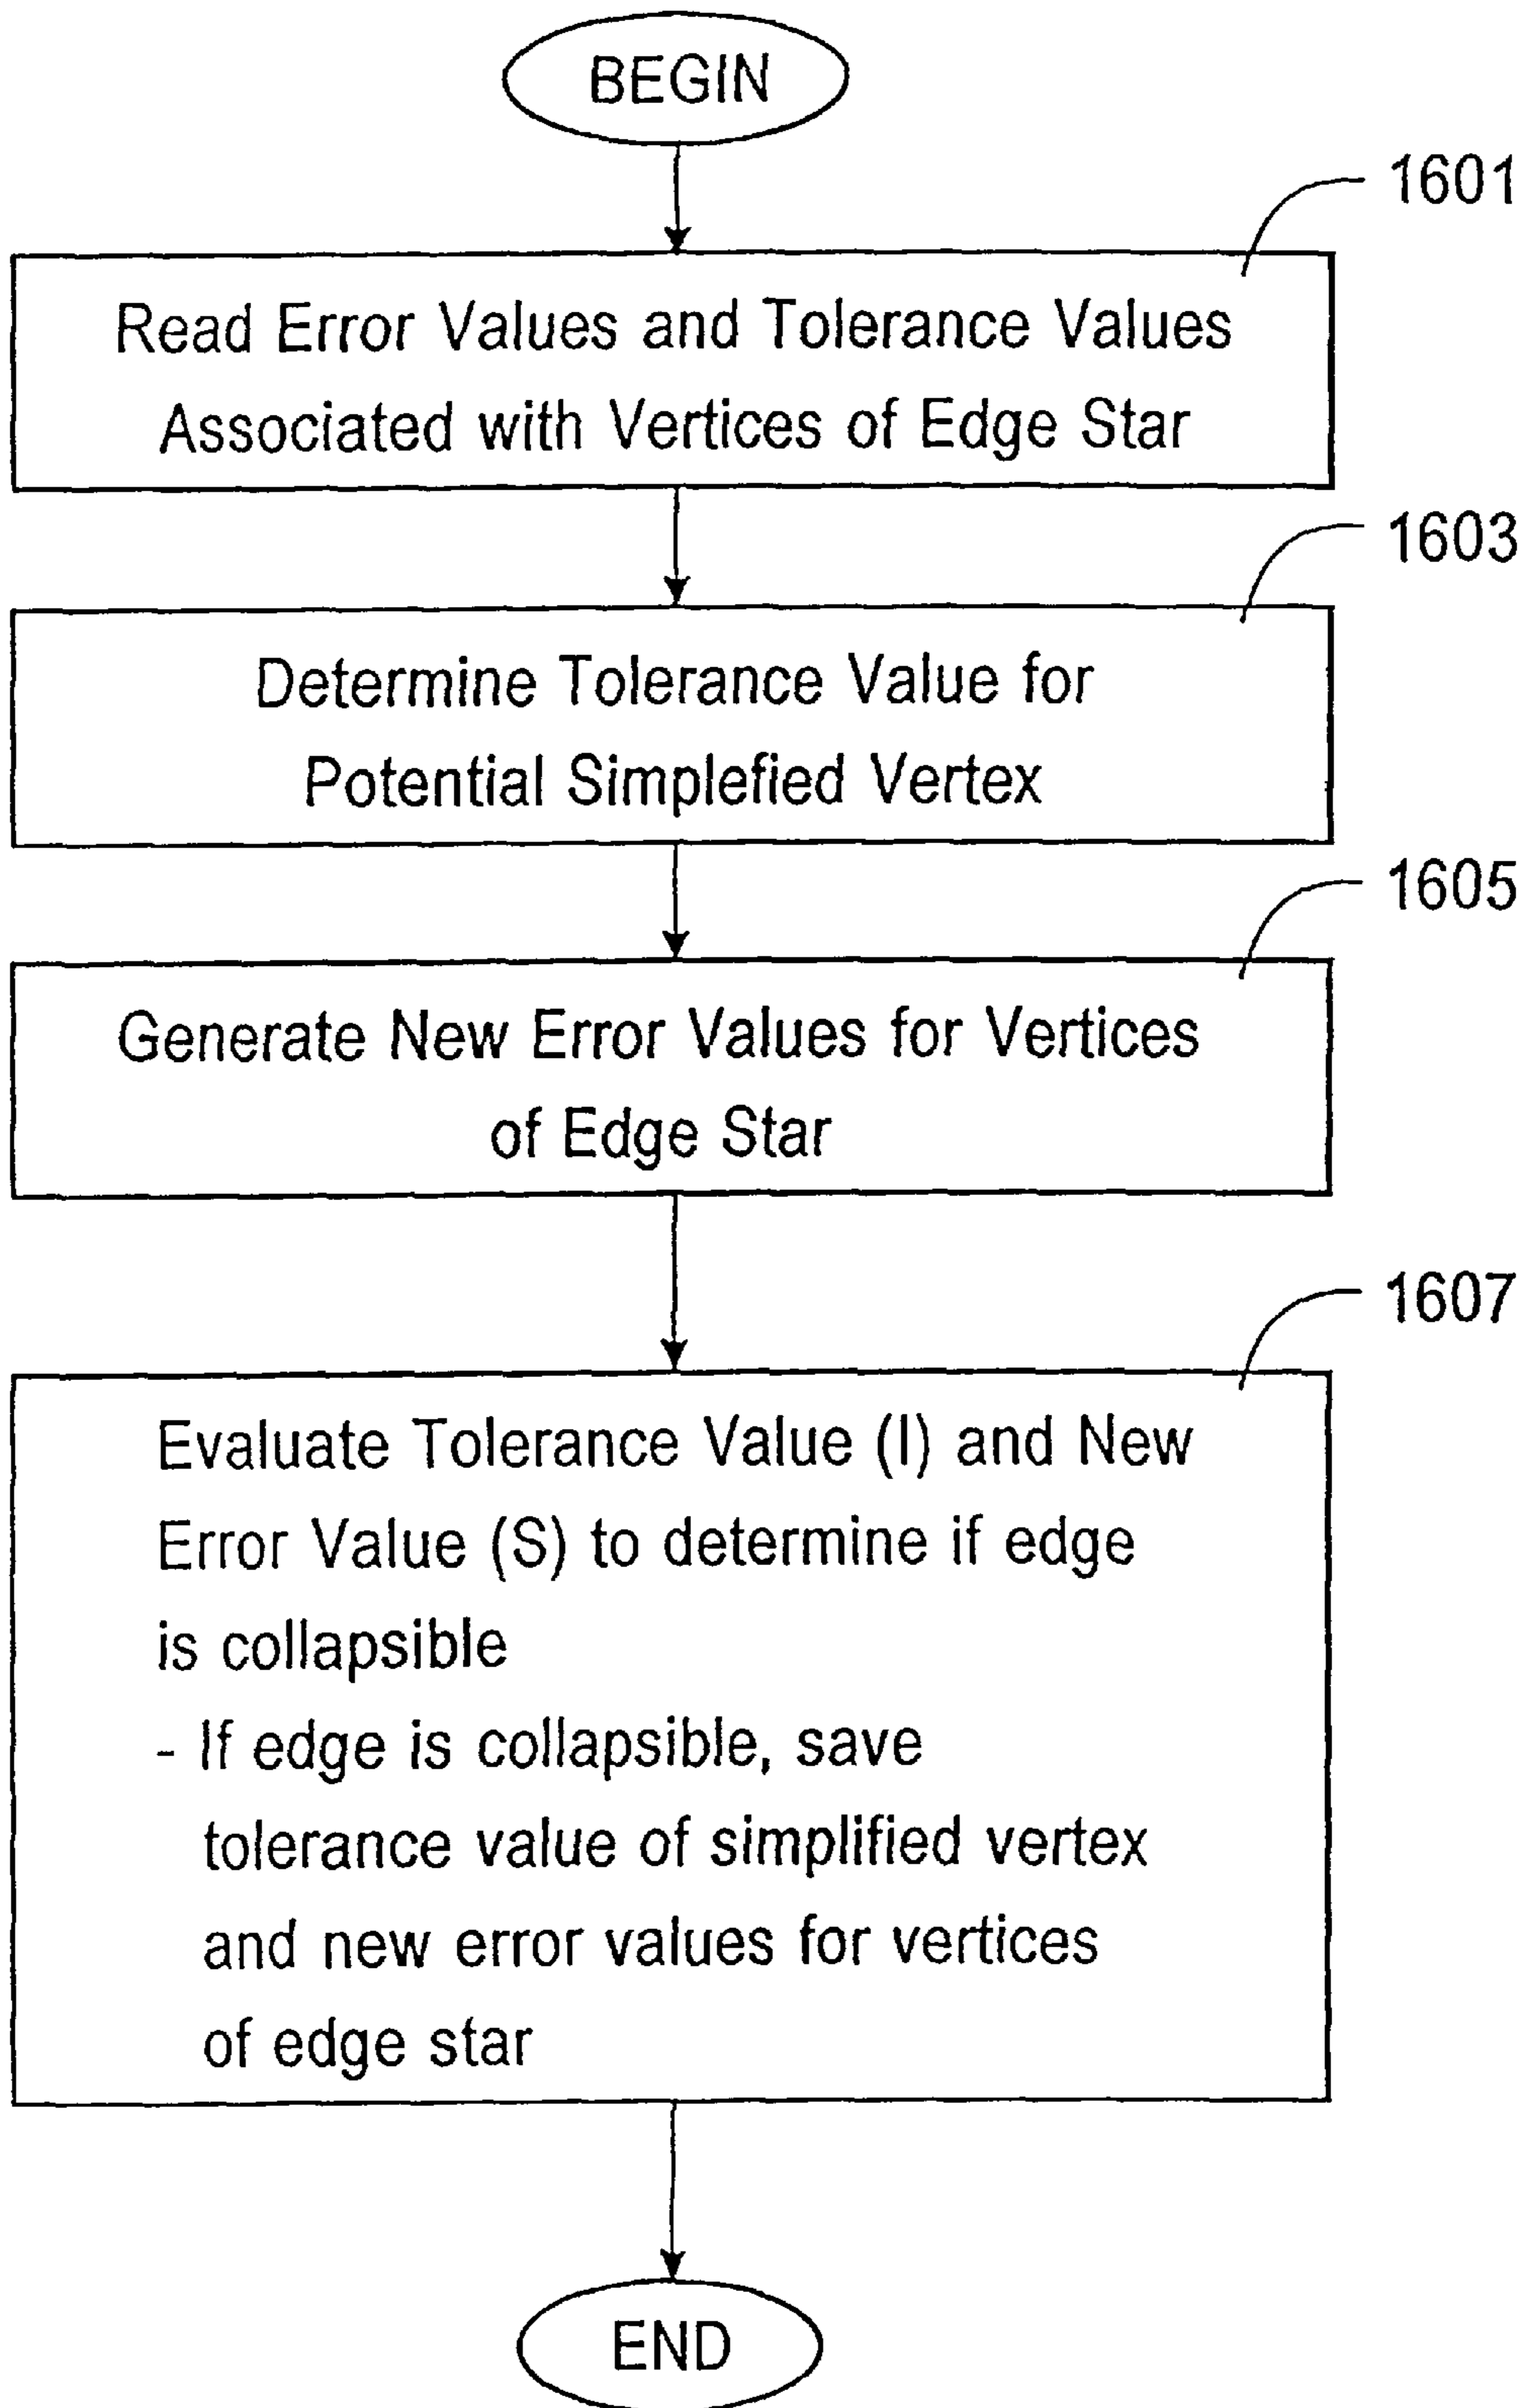 BEGIN
1601
Read Error Values and Tolerance Values
Associated with Vertices of Edge Star
1603
Determine Tolerance Value for
Potential Simplefied Vertex
1605
Generate New Error Values for Vertices
of Edge Star
1607
Evaluate Tolerance Value (I) and New
Error Value (S) to determine if edge
is collapsible
- If edge is collapsible, save
tolerance value of simplified vertex
and new error values for vertices
of edge star
END